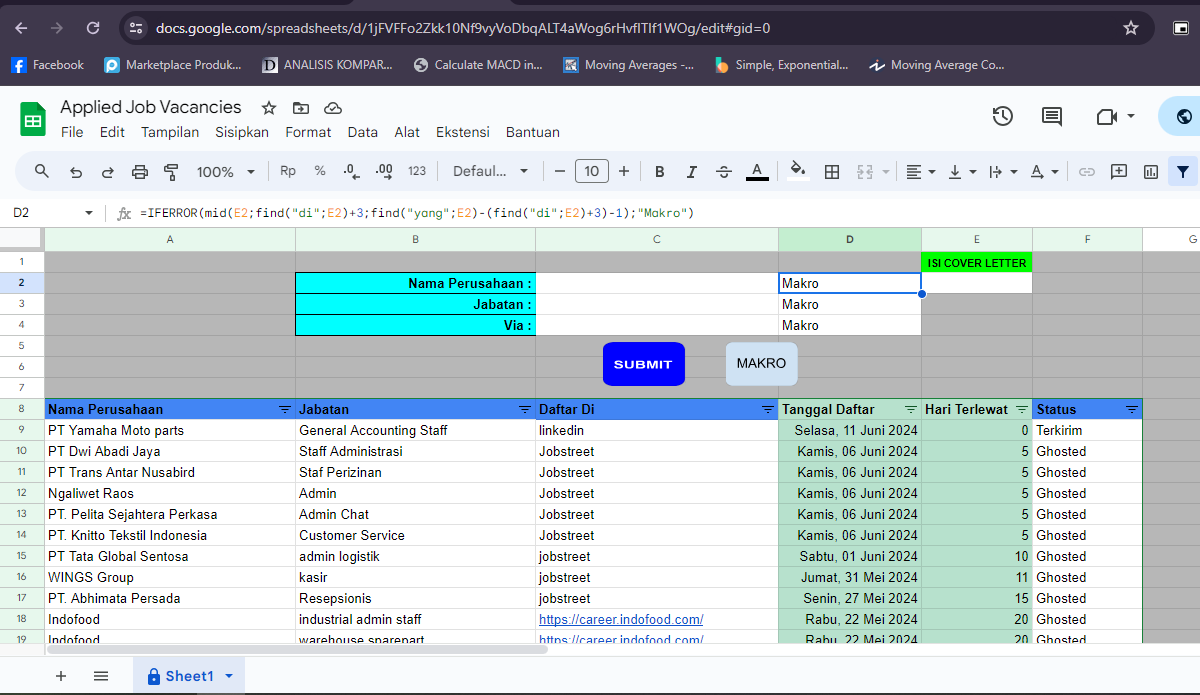 docs.google.com/spreadsheets/d/1jFVFFo2Zkk10Nf9vyVoDbqALT4aWog6rHvfITIf1WOg/edit#gid=0
Facebook Marketplace Produk... ANALISIS KOMPAR... Calculate MACD in... Moving Averages -... Simple, Exponential... Moving Average Co...
Applied Job Vacancies
File Edit Tampilan Sisipkan Format Data Alat Ekstensi Bantuan
100% Rp % .0 .00 123 Defaul... − 10 + B I S A
D2 fx =IFERROR(mid(E2;find("di";E2)+3;find("yang";E2)-(find("di";E2)+3)-1);"Makro")
A B C D E F G
1 ISI COVER LETTER
2 Nama Perusahaan : Makro
3 Jabatan : Makro
4 Via : Makro
5
6 SUBMIT MAKRO
7
8 Nama Perusahaan Jabatan Daftar Di Tanggal Daftar Hari Terlewat Status
9 PT Yamaha Moto parts General Accounting Staff linkedin Selasa, 11 Juni 2024 0 Terkirim
10 PT Dwi Abadi Jaya Staff Administrasi Jobstreet Kamis, 06 Juni 2024 5 Ghosted
11 PT Trans Antar Nusabird Staf Perizinan Jobstreet Kamis, 06 Juni 2024 5 Ghosted
12 Ngaliwet Raos Admin Jobstreet Kamis, 06 Juni 2024 5 Ghosted
13 PT. Pelita Sejahtera Perkasa Admin Chat Jobstreet Kamis, 06 Juni 2024 5 Ghosted
14 PT. Knitto Tekstil Indonesia Customer Service Jobstreet Kamis, 06 Juni 2024 5 Ghosted
15 PT Tata Global Sentosa admin logistik jobstreet Sabtu, 01 Juni 2024 10 Ghosted
16 WINGS Group kasir jobstreet Jumat, 31 Mei 2024 11 Ghosted
17 PT. Abhimata Persada Resepsionis jobstreet Senin, 27 Mei 2024 15 Ghosted
18 Indofood industrial admin staff https://career.indofood.com/ Rabu, 22 Mei 2024 20 Ghosted
19 Indofood warehouse sparepart https://career.indofood.com/ Rabu, 22 Mei 2024 20 Ghosted
+ Sheet1